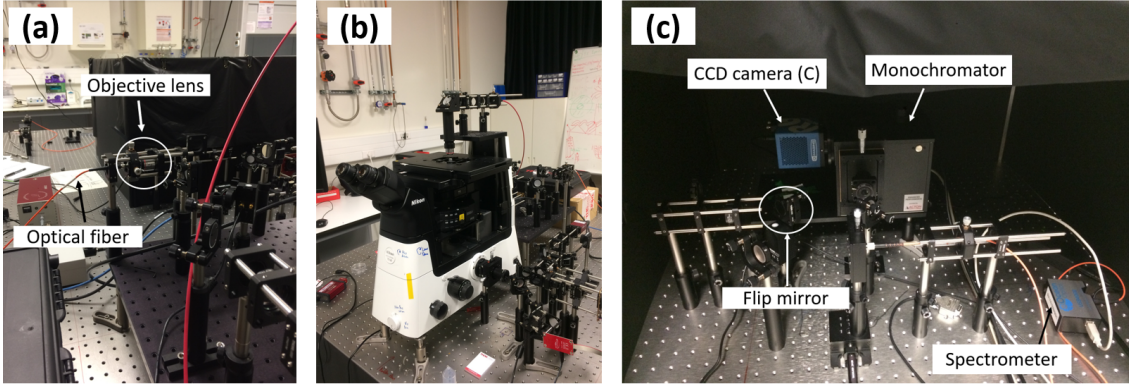 (a)
Objective lens
Optical fiber
(b)
Nikon
(c)
CCD camera (C)
Monochromator
Flip mirror
Spectrometer